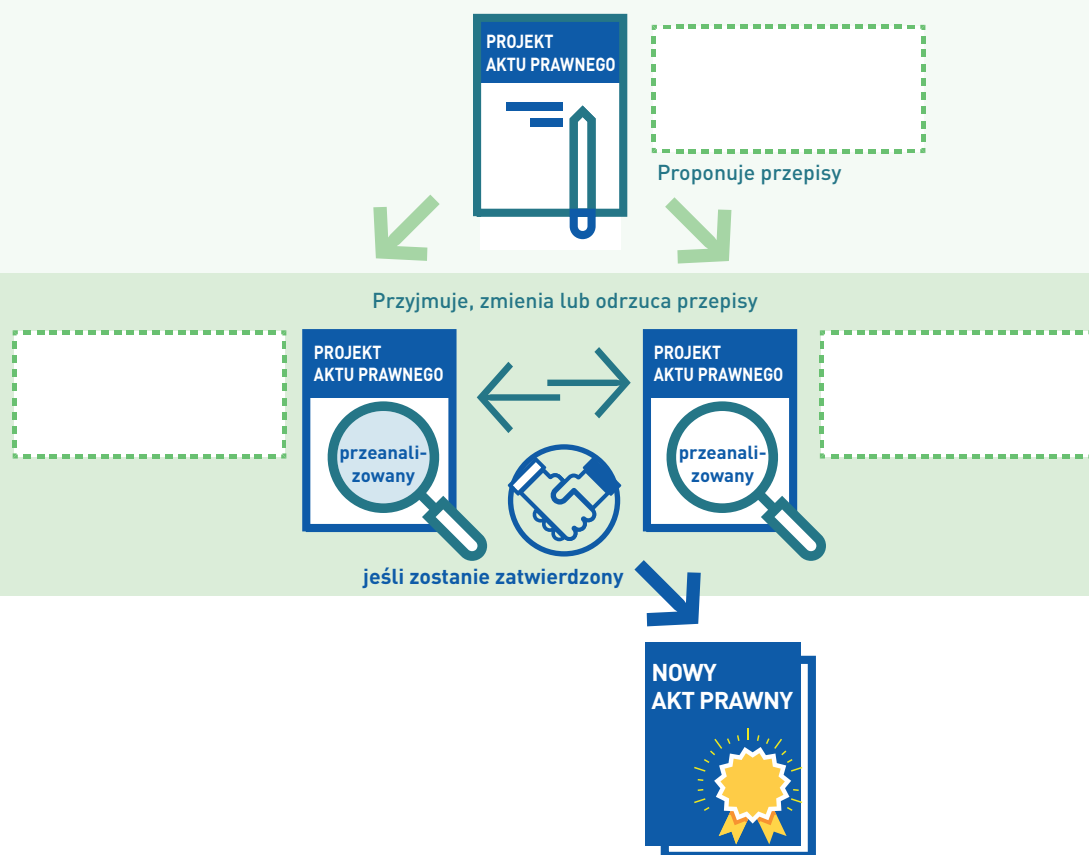 PROJEKT
AKTU PRAWNEGO
Proponuje przepisy
Przyjmuje, zmienia lub odrzuca przepisy
PROJEKT
AKTU PRAWNEGO
przeanali-
zowany
PROJEKT
AKTU PRAWNEGO
przeanali-
zowany
jeśli zostanie zatwierdzony
NOWY
AKT PRAWNY